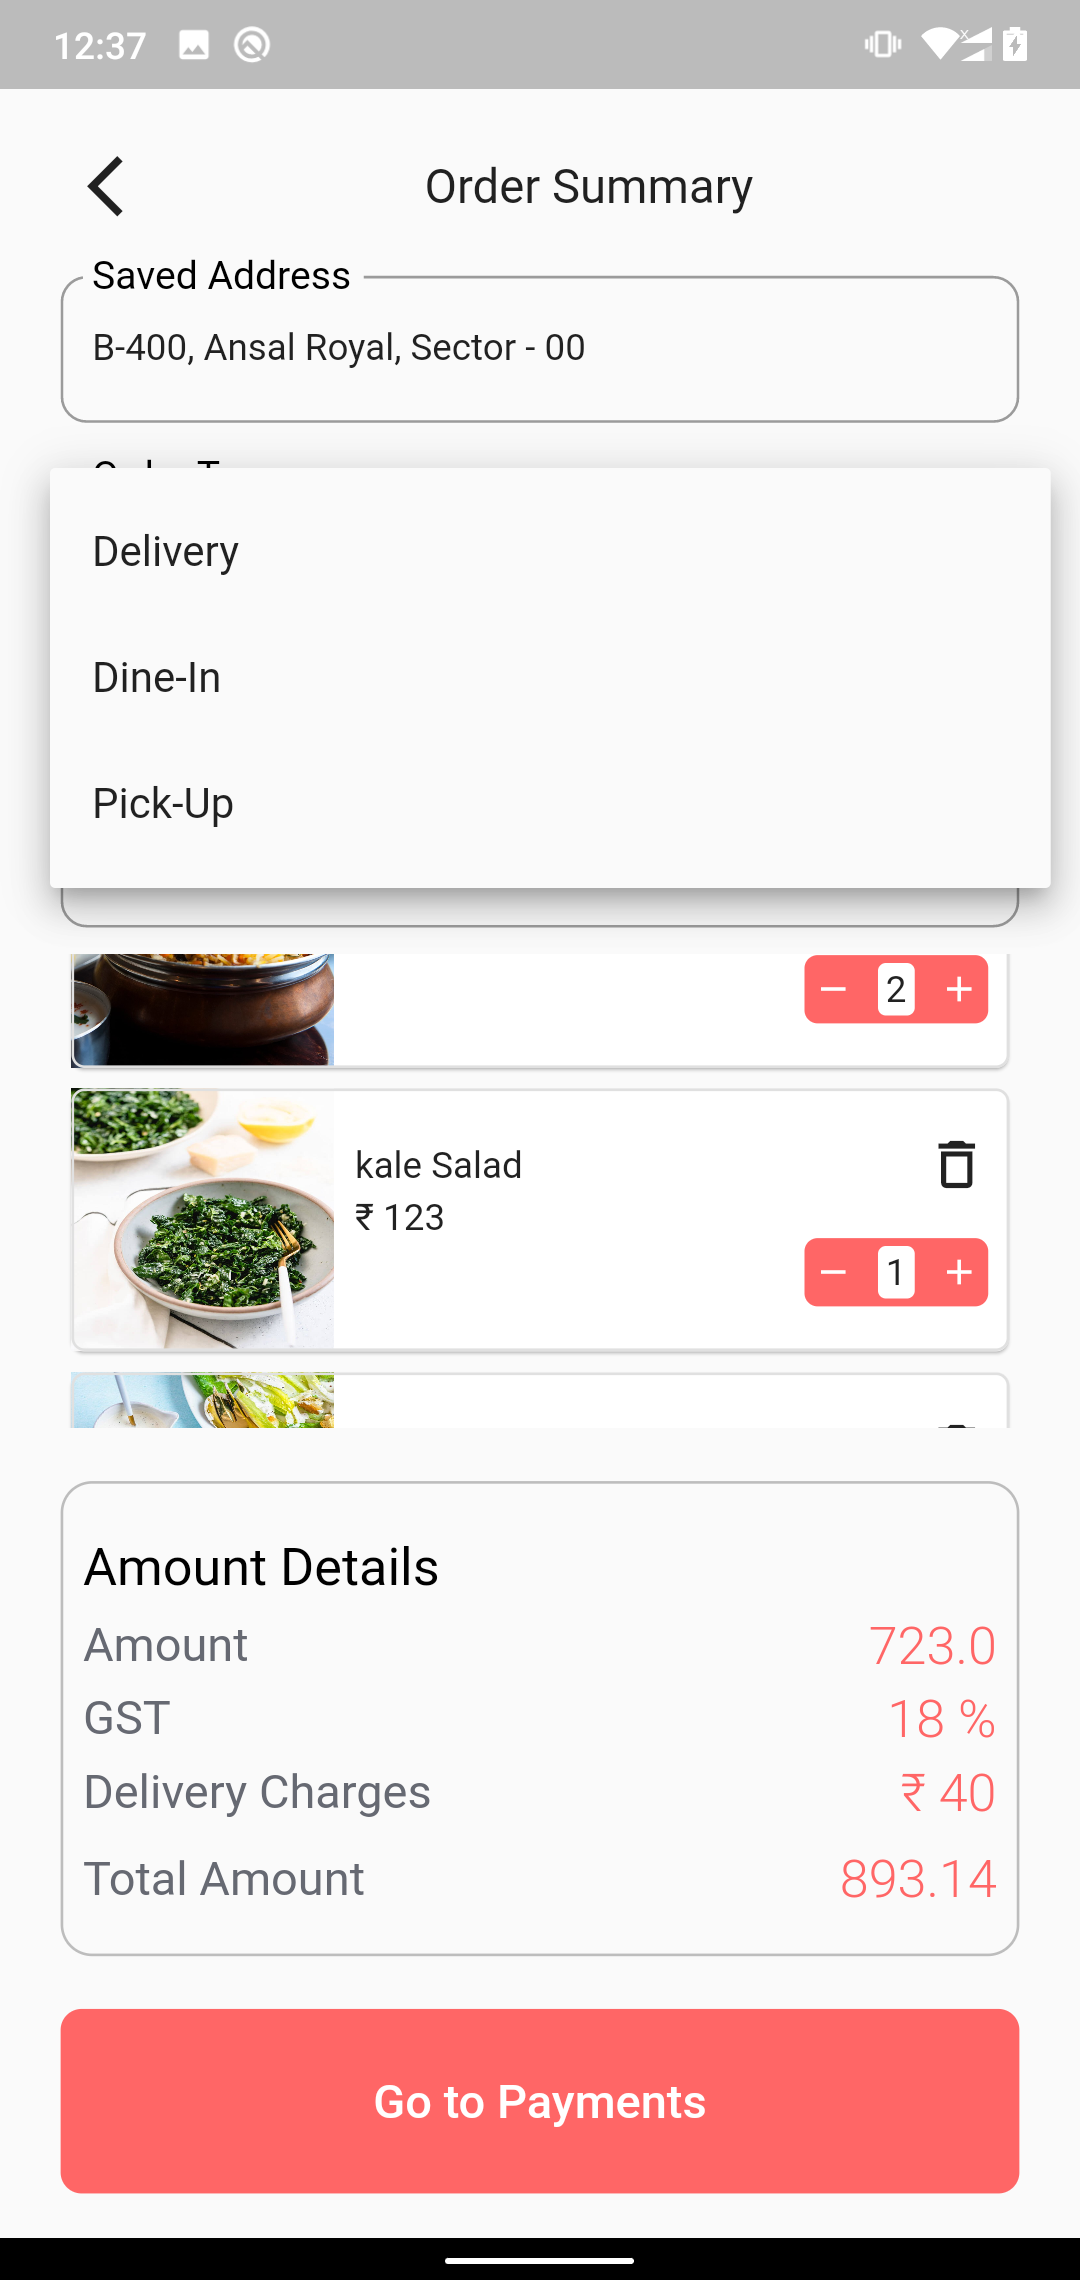 12:37
Order Summary
Saved Address
B-400, Ansal Royal, Sector - 00
Delivery
Dine-In
Pick-Up
2
kale Salad
₹ 123
1
Amount Details
Amount 723.0
GST 18 %
Delivery Charges ₹ 40
Total Amount 893.14
Go to Payments